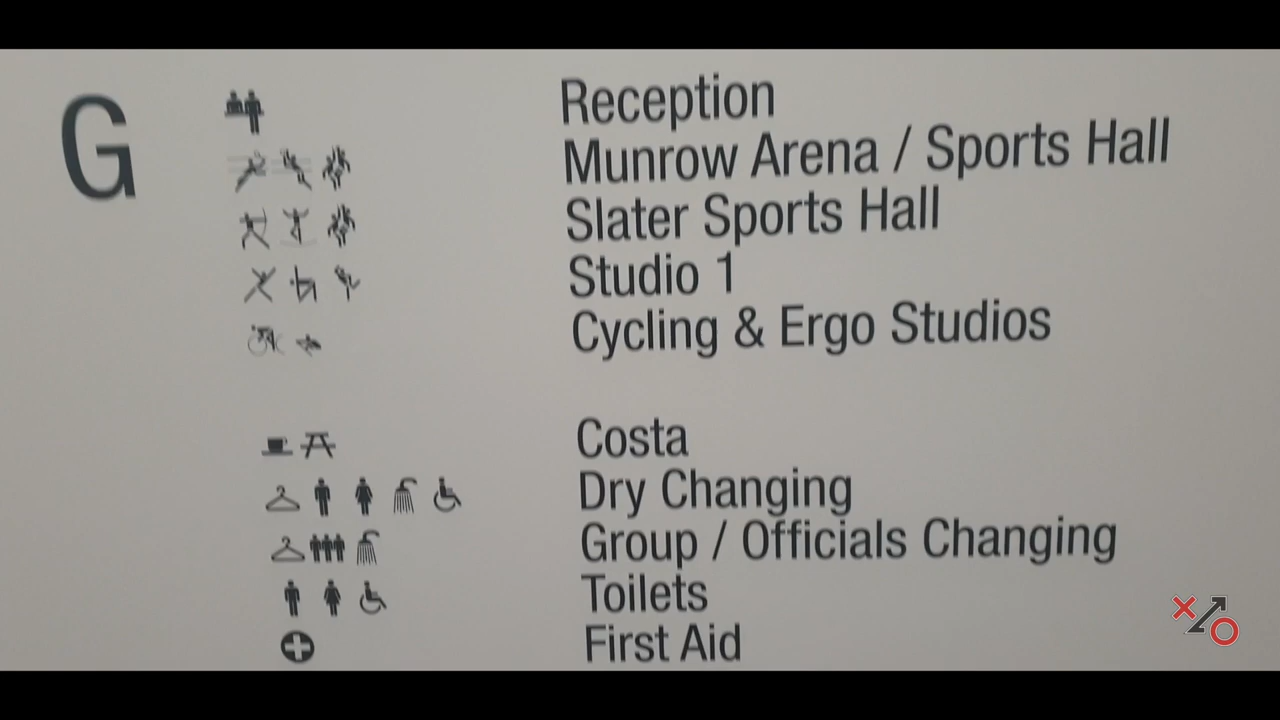 G
Reception
Munrow Arena / Sports Hall
Slater Sports Hall
Studio 1
Cycling & Ergo Studios
Costa
Dry Changing
Group / Officials Changing
Toilets
First Aid